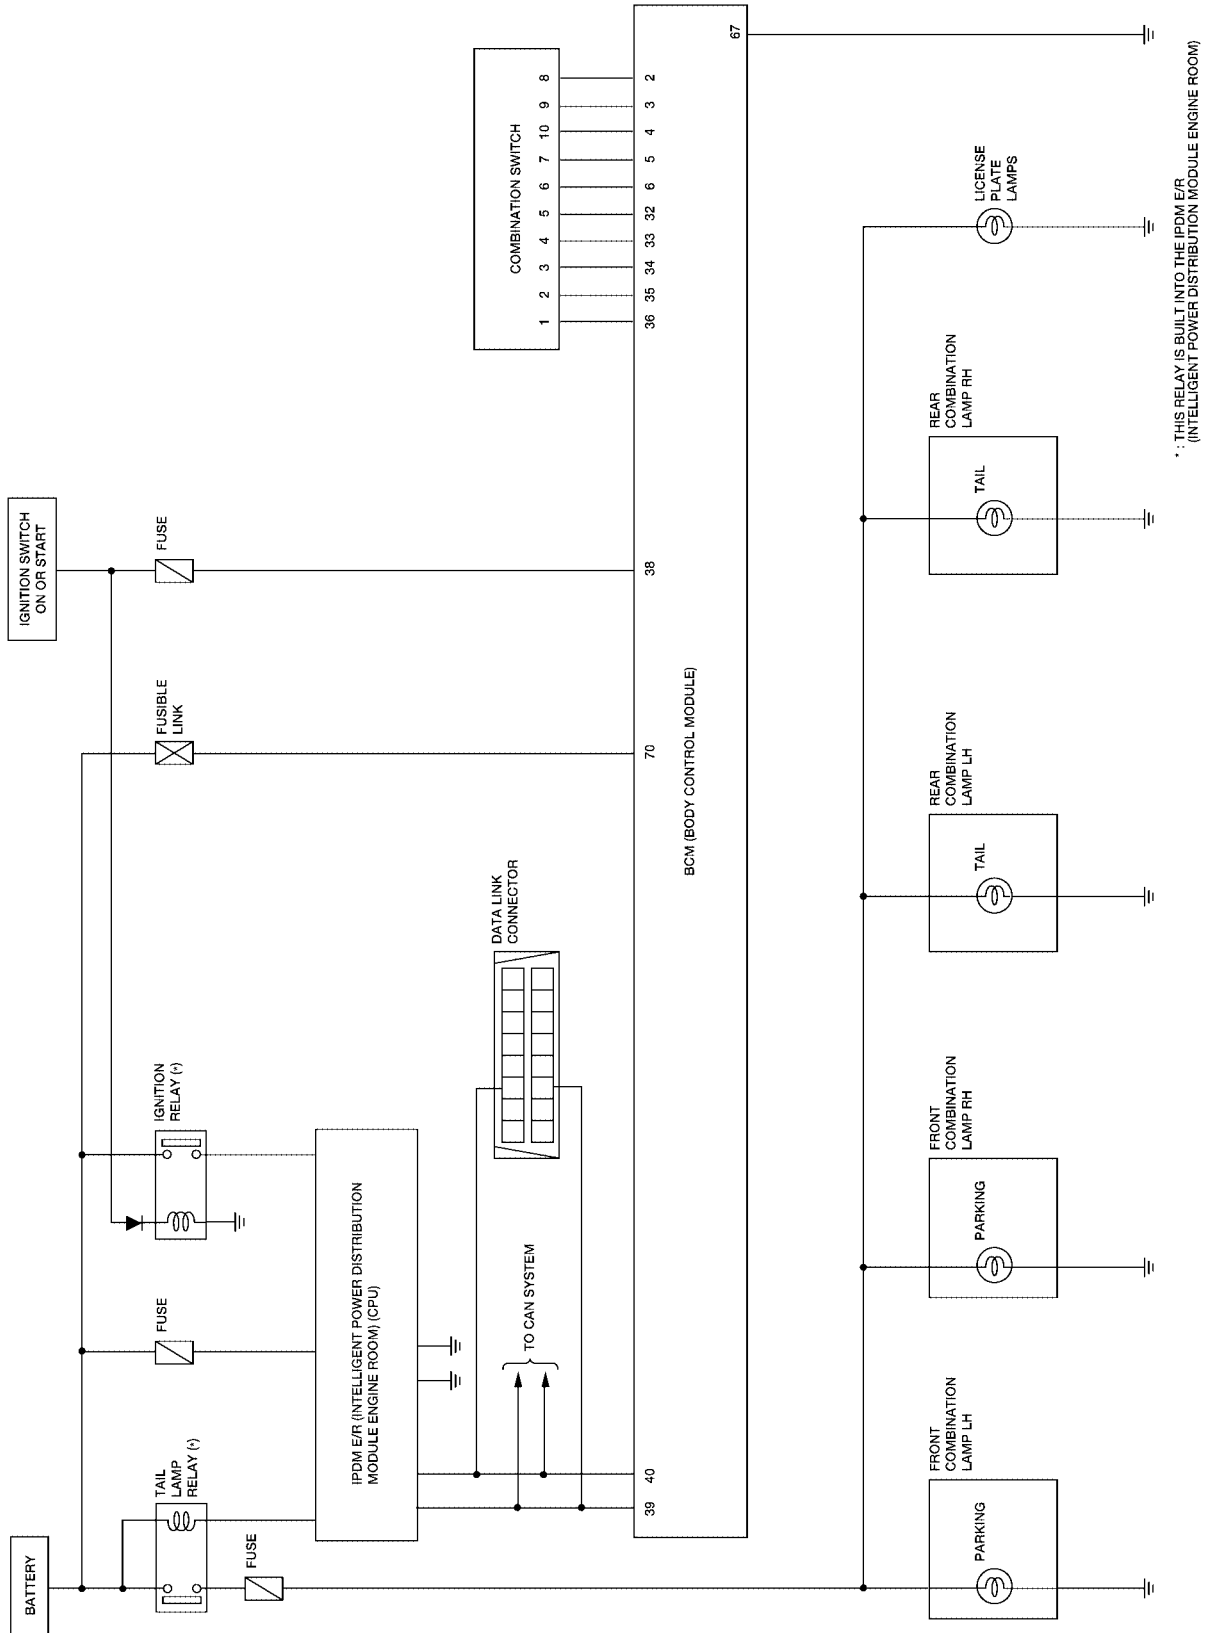 BATTERY
IGNITION SWITCH
ON OR START
TAIL
LAMP
RELAY (*)
FUSE
FUSE
IGNITION
RELAY (*)
FUSIBLE
LINK
FUSE
IPDM E/R (INTELLIGENT POWER DISTRIBUTION
MODULE ENGINE ROOM) (CPU)
TO CAN SYSTEM
DATA LINK
CONNECTOR
COMBINATION SWITCH
1 2 3 4 5 6 7 10 9 8
39 40 70 38 36 35 34 33 32 6 5 4 3 2 67
BCM (BODY CONTROL MODULE)
FRONT
COMBINATION
LAMP LH
PARKING
FRONT
COMBINATION
LAMP RH
PARKING
REAR
COMBINATION
LAMP LH
TAIL
REAR
COMBINATION
LAMP RH
TAIL
LICENSE
PLATE
LAMPS
* : THIS RELAY IS BUILT INTO THE IPDM E/R
(INTELLIGENT POWER DISTRIBUTION MODULE ENGINE ROOM)